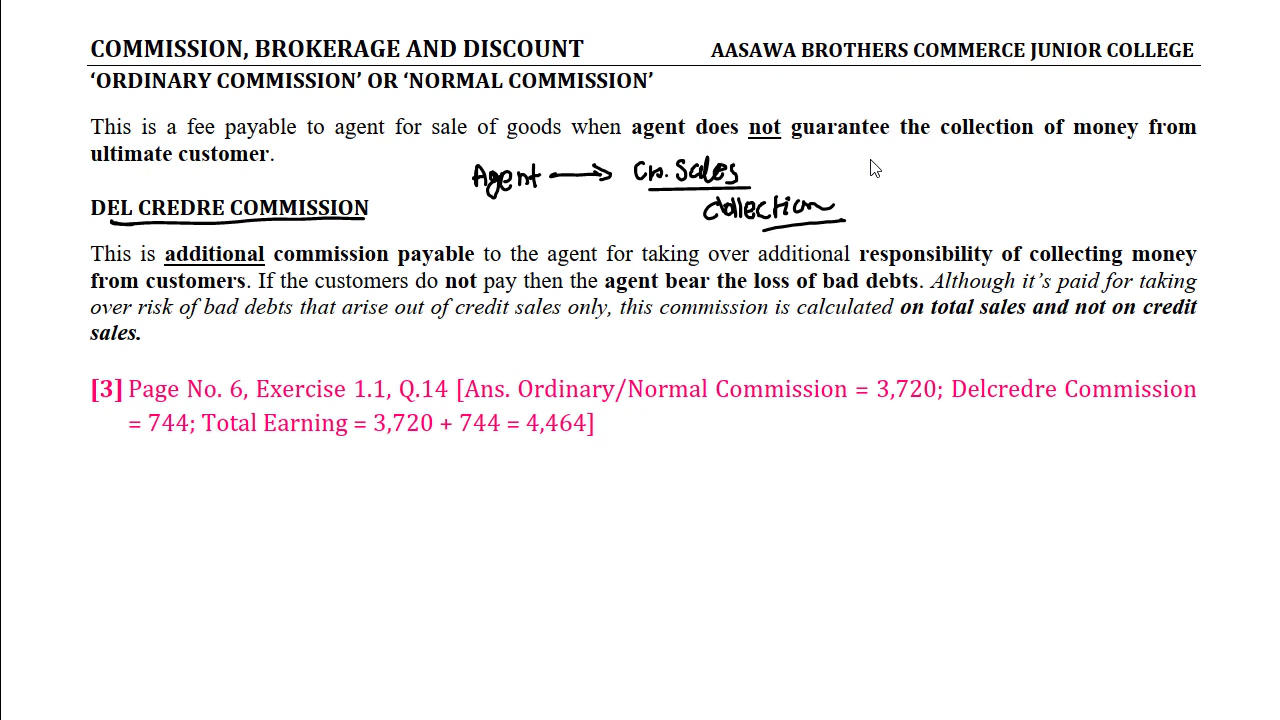 COMMISSION, BROKERAGE AND DISCOUNT AASAWA BROTHERS COMMERCE JUNIOR COLLEGE
‘ORDINARY COMMISSION’ OR ‘NORMAL COMMISSION’
This is a fee payable to agent for sale of goods when agent does not guarantee the collection of money from
ultimate customer.
Agent → Cr. Sales
Collection
DEL CREDRE COMMISSION
This is additional commission payable to the agent for taking over additional responsibility of collecting money
from customers. If the customers do not pay then the agent bear the loss of bad debts. Although it’s paid for taking
over risk of bad debts that arise out of credit sales only, this commission is calculated on total sales and not on credit
sales.
[3] Page No. 6, Exercise 1.1, Q.14 [Ans. Ordinary/Normal Commission = 3,720; Delcredre Commission
= 744; Total Earning = 3,720 + 744 = 4,464]